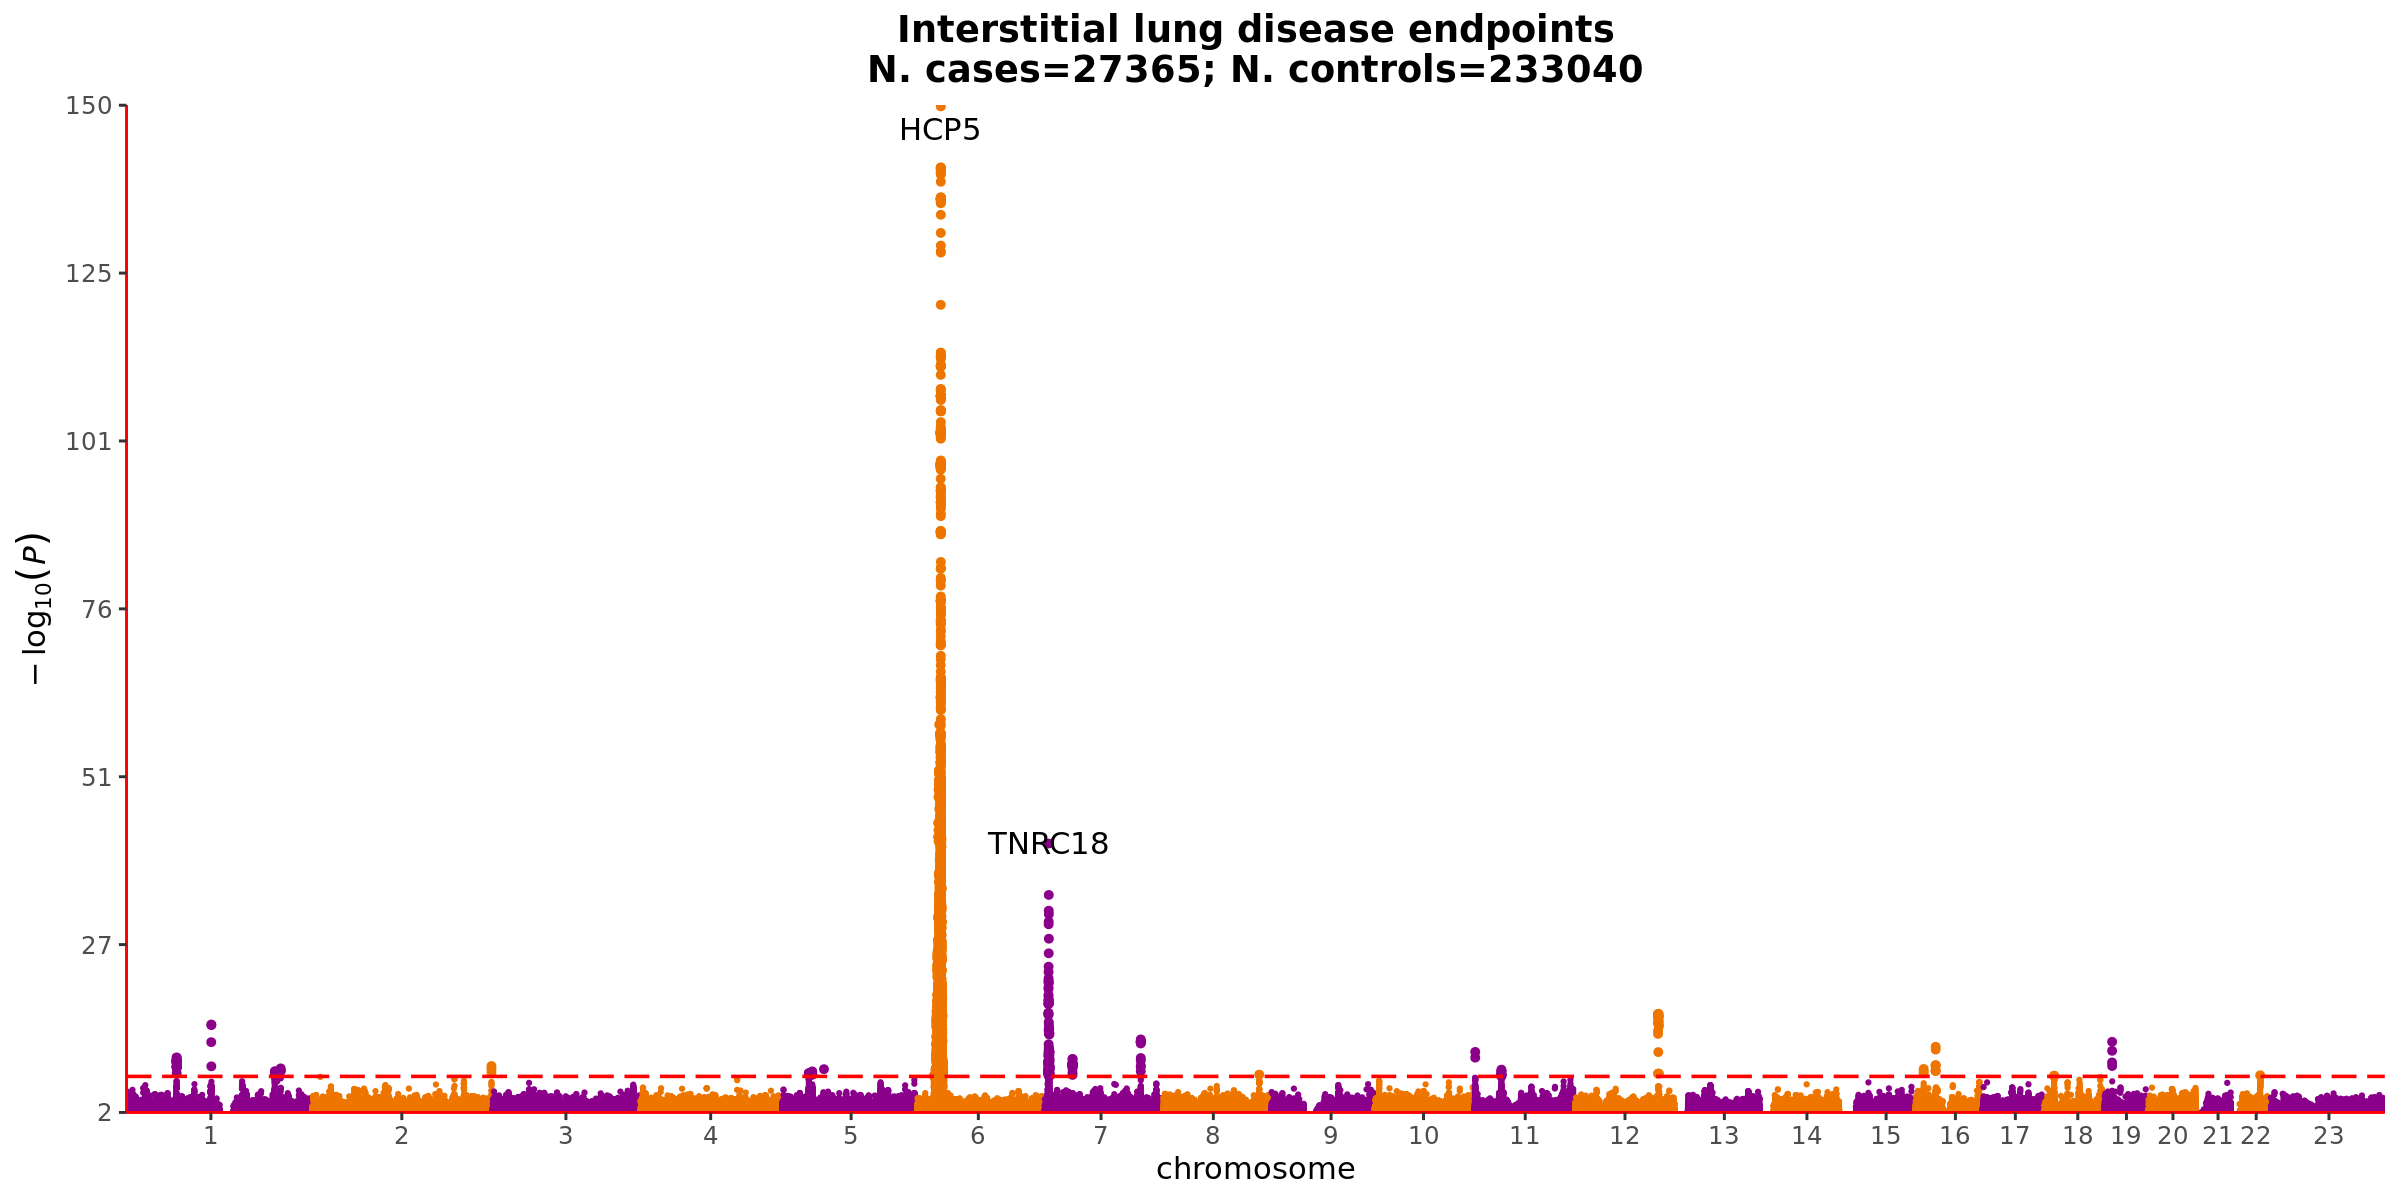 Interstitial lung disease endpoints
N. cases=27365; N. controls=233040
150
HCP5
125
101
76
51
TNRC18
27
2
−log10(P)
1 2 3 4 5 6 7 8 9 10 11 12 13 14 15 16 17 18 19 20 21 22 23
chromosome